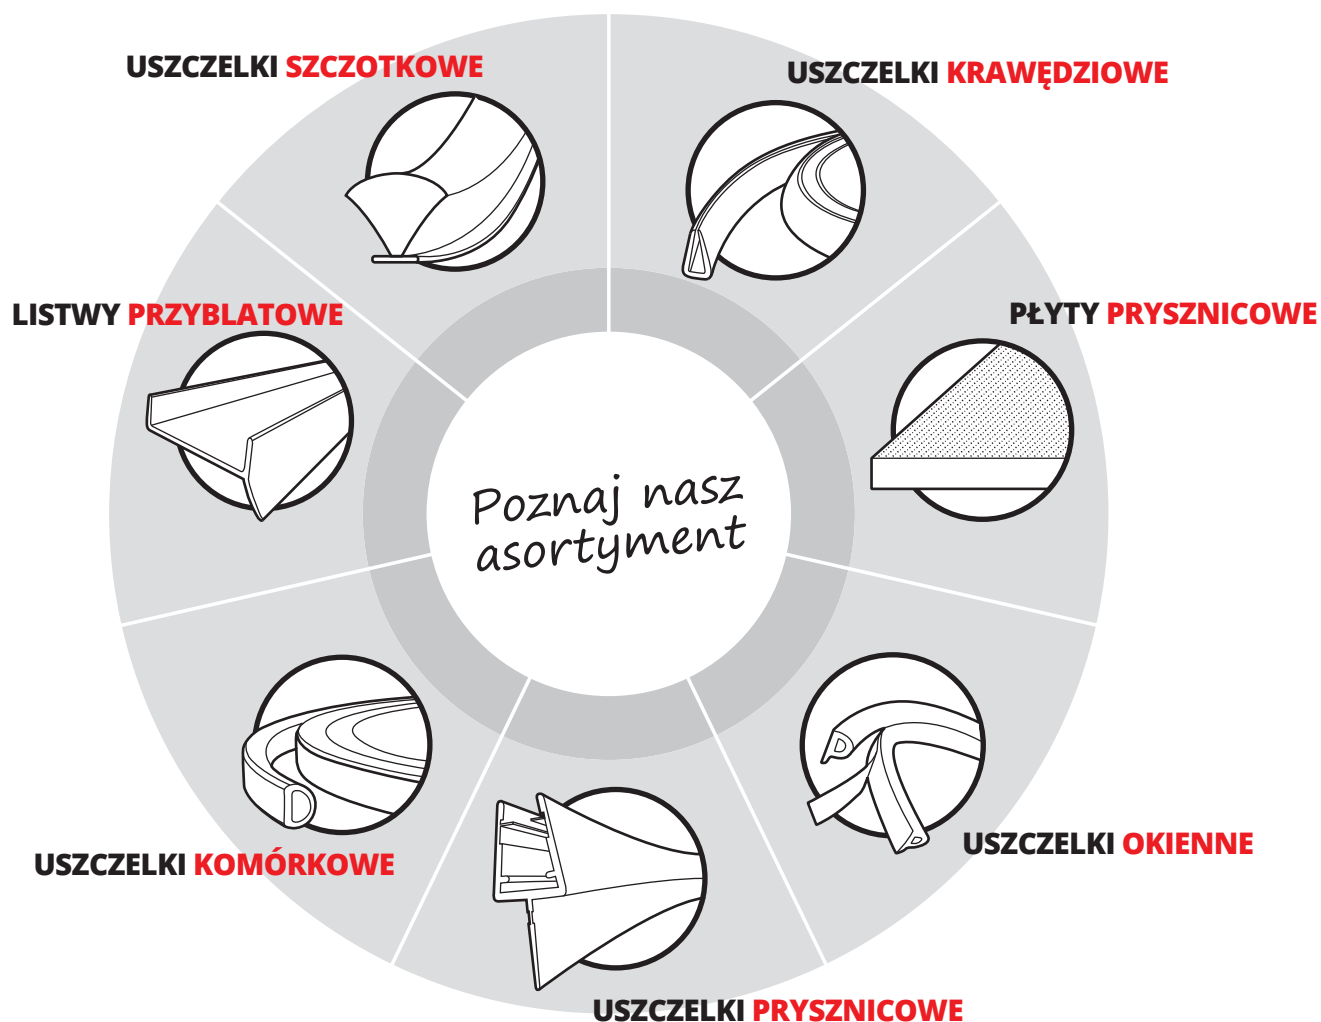 USZCZELKI SZCZOTKOWE
USZCZELKI KRAWĘDZIOWE
LISTWY PRZYBLATOWE
PŁYTY PRYSZNICOWE
Poznaj nasz
asortyment
USZCZELKI KOMÓRKOWE
USZCZELKI OKIENNE
USZCZELKI PRYSZNICOWE